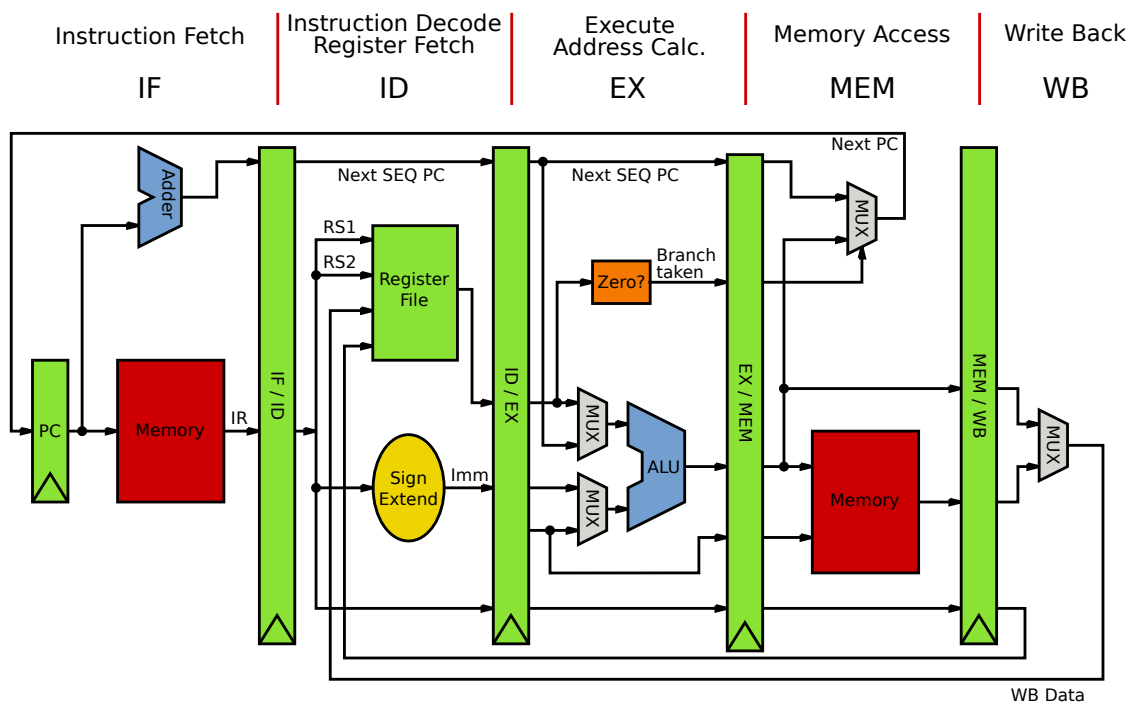 Instruction Fetch
IF
Instruction Decode
Register Fetch
ID
Execute
Address Calc.
EX
Memory Access
MEM
Write Back
WB
Next PC
Adder
Next SEQ PC
Next SEQ PC
MUX
RS1
RS2
Register
File
Branch
taken
Zero?
PC
Memory
IR
IF / ID
ID / EX
EX / MEM
MEM / WB
MUX
MUX
ALU
MUX
Sign
Extend
Imm
Memory
WB Data